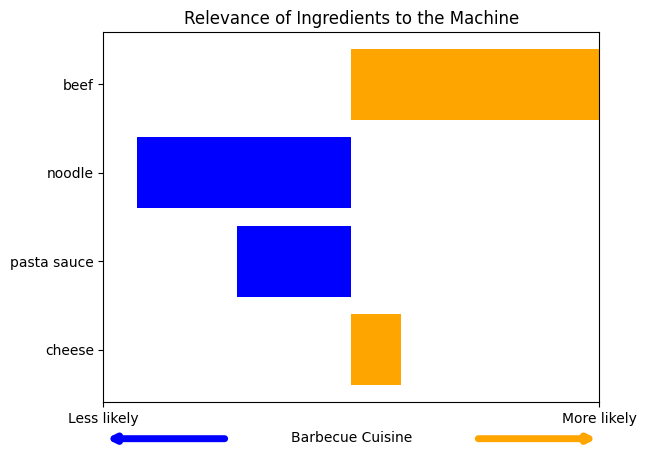 Relevance of Ingredients to the Machine
beef
noodle
pasta sauce
cheese
Less likely
More likely
Barbecue Cuisine